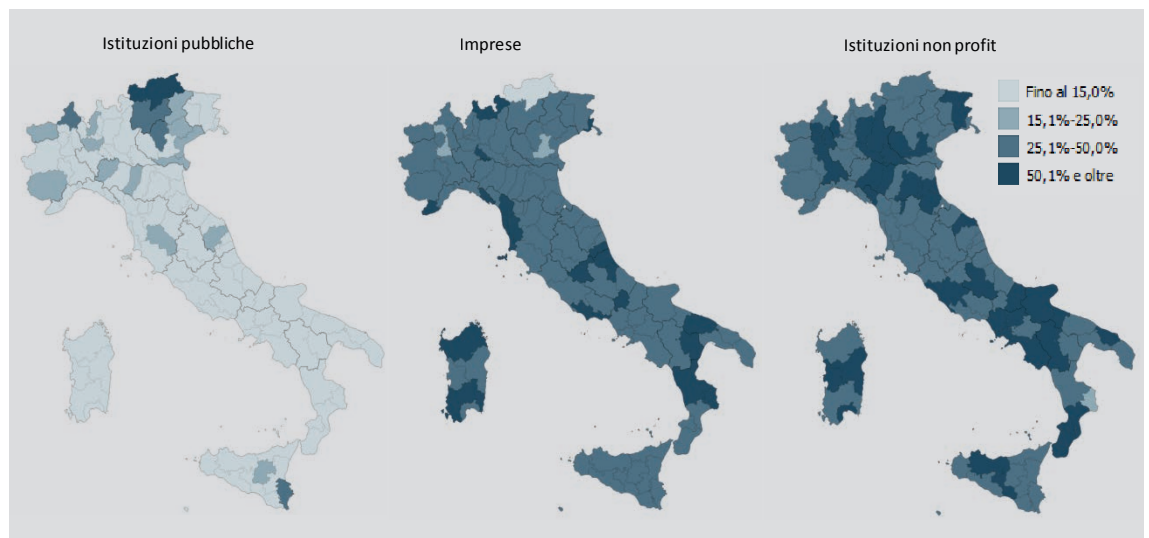 Istituzioni pubbliche
Imprese
Istituzioni non profit
Fino al 15,0%
15,1%-25,0%
25,1%-50,0%
50,1% e oltre